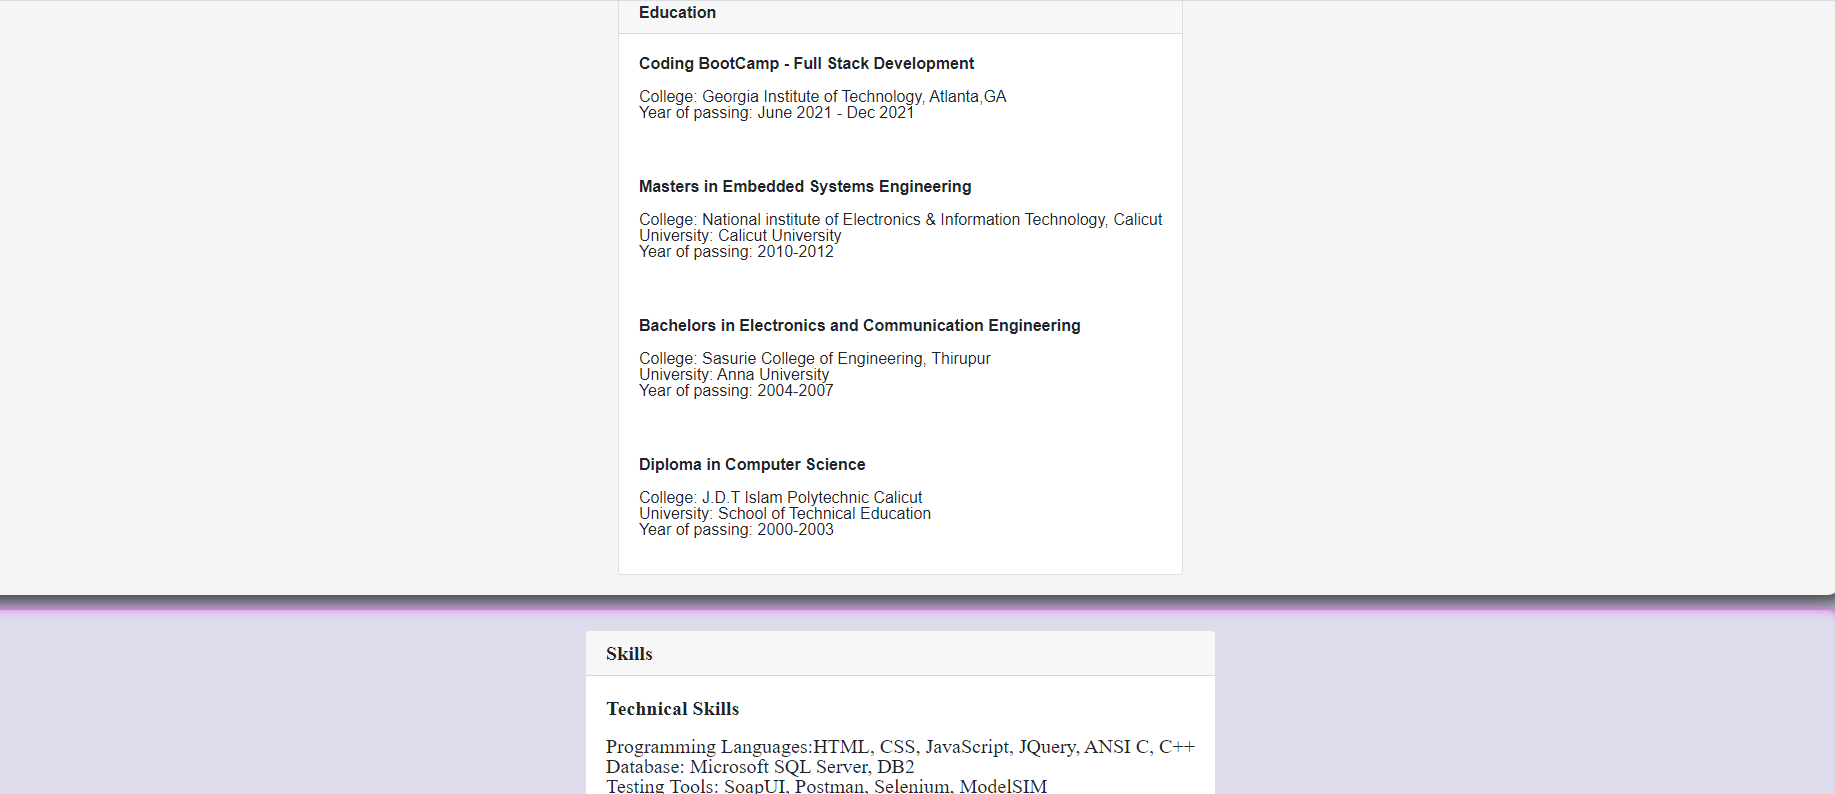 Education
Coding BootCamp - Full Stack Development
College: Georgia Institute of Technology, Atlanta,GA
Year of passing: June 2021 - Dec 2021
Masters in Embedded Systems Engineering
College: National institute of Electronics & Information Technology, Calicut
University: Calicut University
Year of passing: 2010-2012
Bachelors in Electronics and Communication Engineering
College: Sasurie College of Engineering, Thirupur
University: Anna University
Year of passing: 2004-2007
Diploma in Computer Science
College: J.D.T Islam Polytechnic Calicut
University: School of Technical Education
Year of passing: 2000-2003
Skills
Technical Skills
Programming Languages:HTML, CSS, JavaScript, JQuery, ANSI C, C++
Database: Microsoft SQL Server, DB2
Testing Tools: SoapUI, Postman, Selenium, ModelSIM